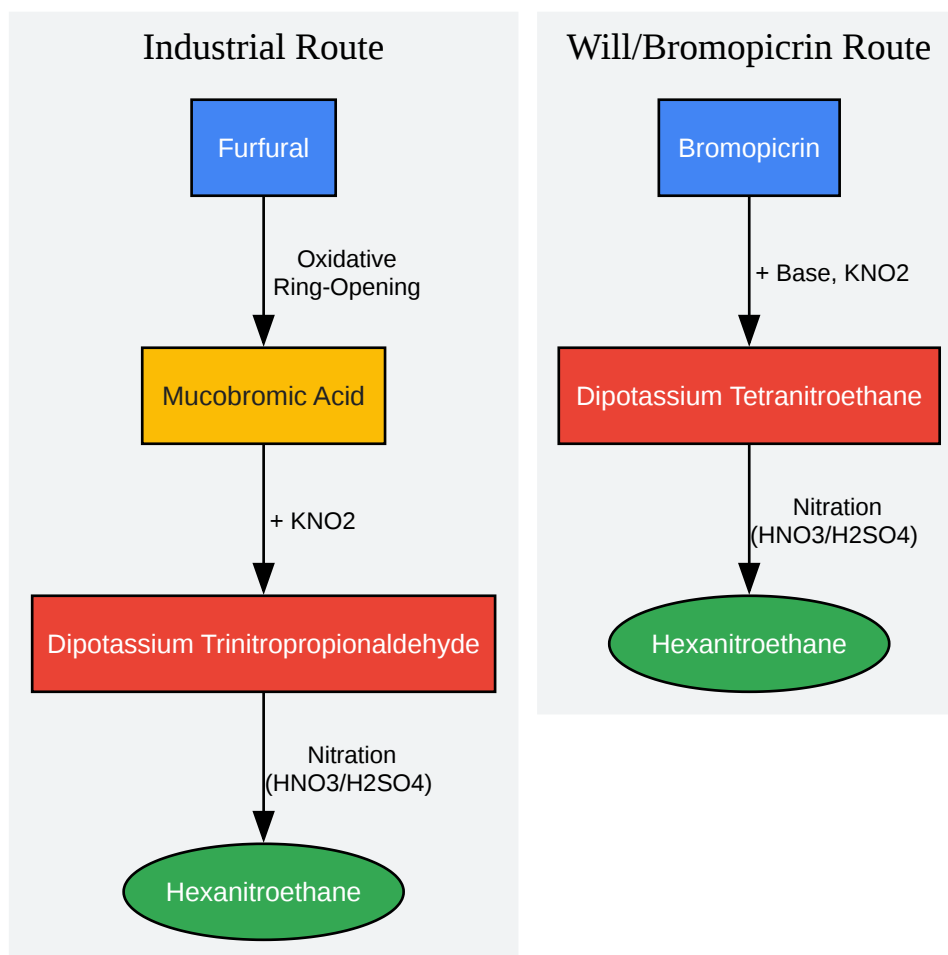 Industrial Route
Furfural
Oxidative
Ring-Opening
Mucobromic Acid
+ KNO2
Dipotassium Trinitropropionaldehyde
Nitration
(HNO3/H2SO4)
Hexanitroethane
Will/Bromopicrin Route
Bromopicrin
+ Base, KNO2
Dipotassium Tetranitroethane
Nitration
(HNO3/H2SO4)
Hexanitroethane